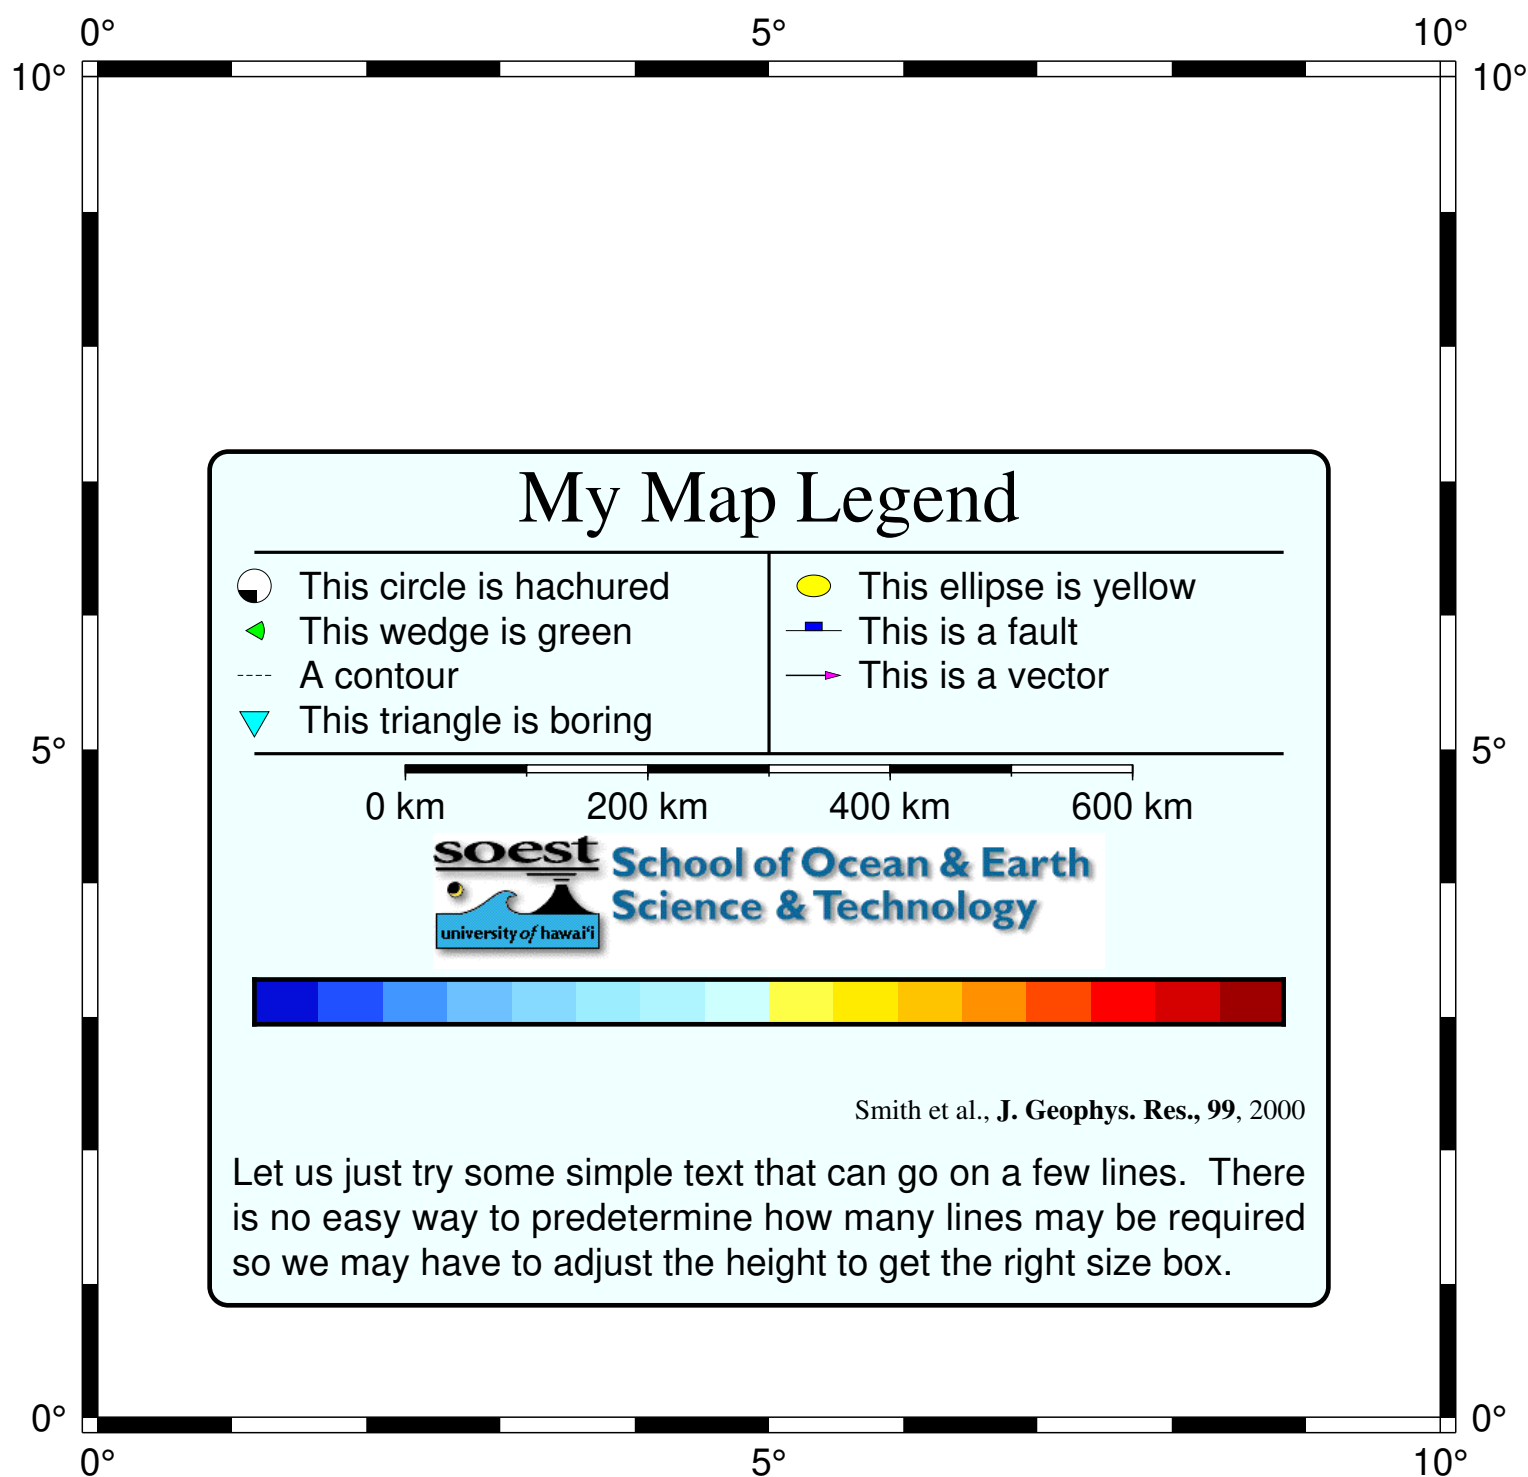 0° 5° 10°
10° 10°
My Map Legend
This circle is hachured
This wedge is green
A contour
This triangle is boring
This ellipse is yellow
This is a fault
This is a vector
5° 5°
0 km 200 km 400 km 600 km
soest
university of hawai'i
School of Ocean & Earth
Science & Technology
Smith et al., J. Geophys. Res., 99, 2000
Let us just try some simple text that can go on a few lines. There
is no easy way to predetermine how many lines may be required
so we may have to adjust the height to get the right size box.
0° 0°
0° 5° 10°